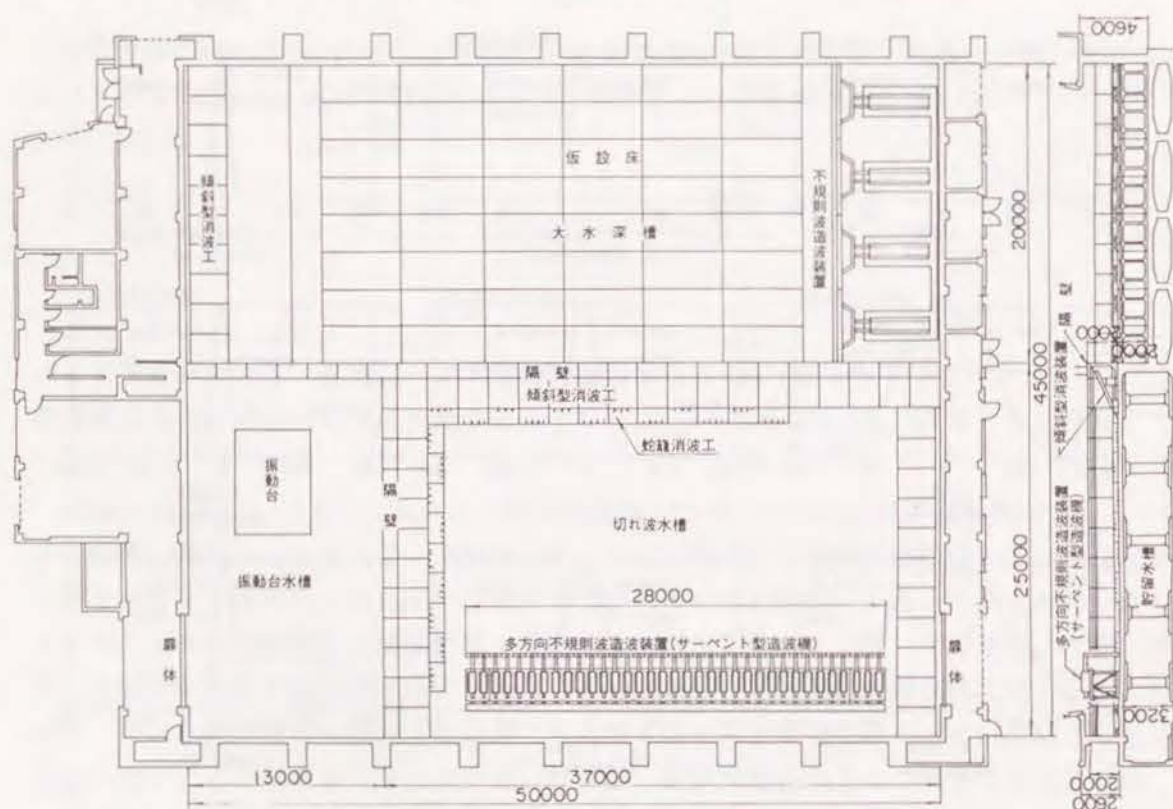 仮設床
大水深槽
傾斜型消波工
不規則波造波装置
隔壁
傾斜型消波工
蛇籠消波工
振動台
隔壁
切れ波水槽
振動台水槽
28000
多方向不規則波造波装置(サーペント型造波機)
扉体
扉体
13000
37000
50000
20000
25000
45000
4600
隔壁
2000
2000
傾斜型消波装置
多方向不規則波造波装置
(サーペント型造波機)
貯留水槽
3200
2000
2600